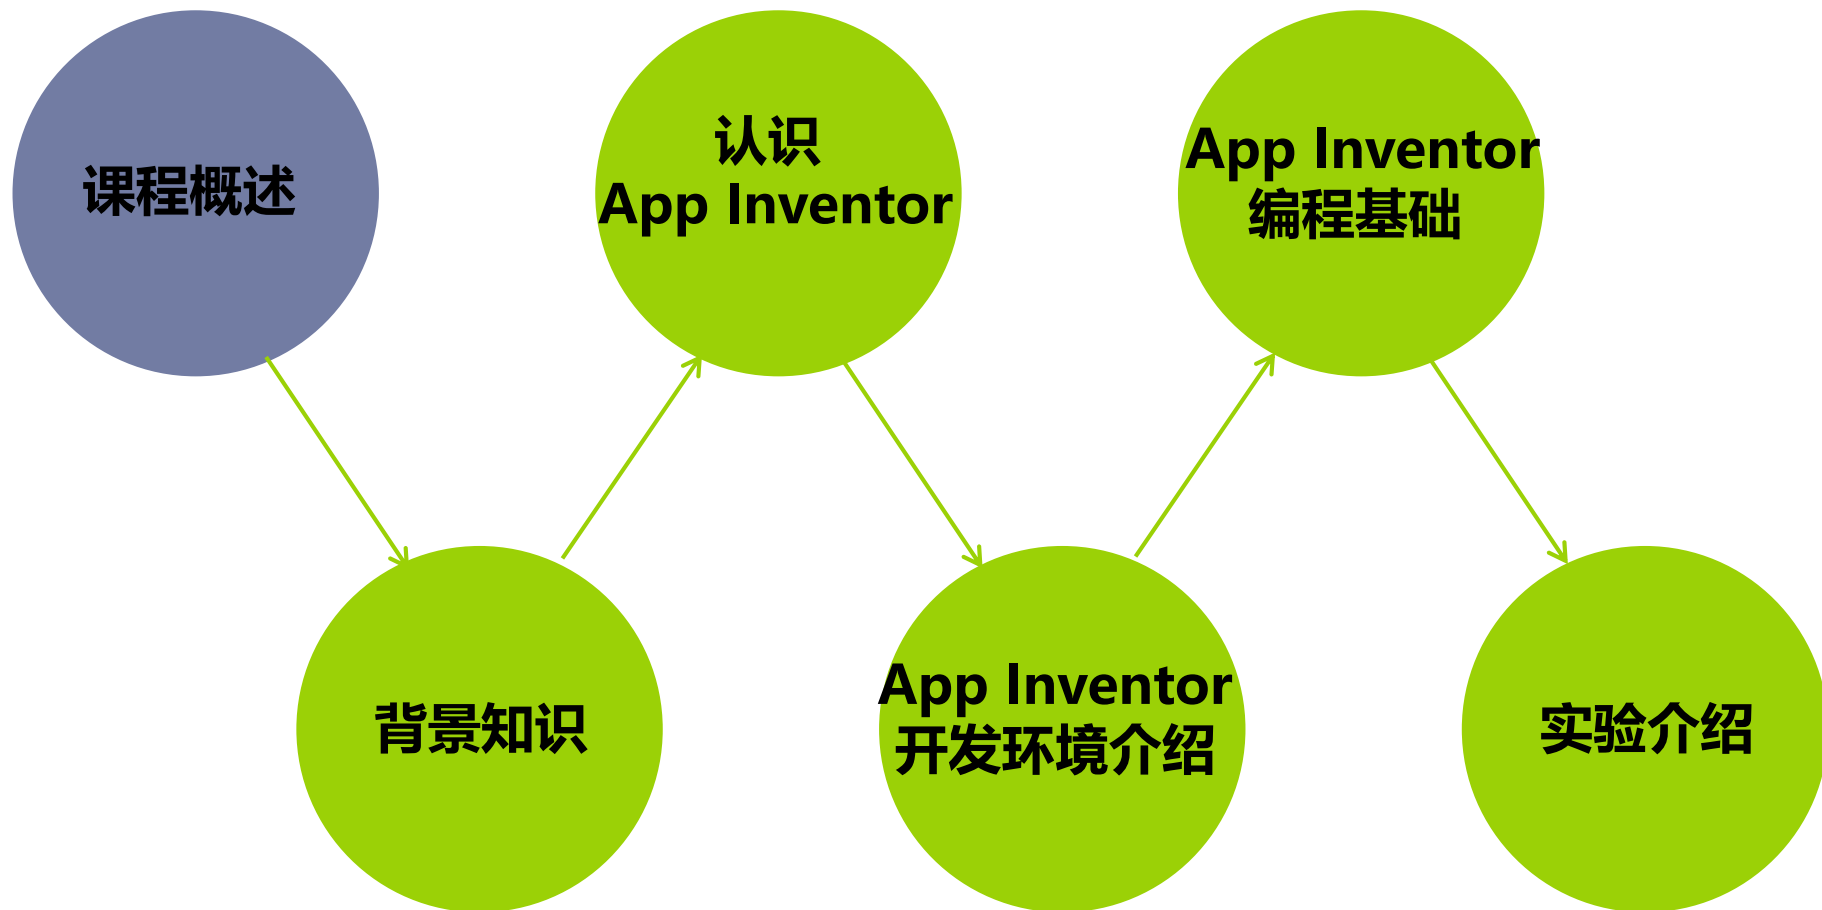 课程概述
背景知识
认识
App Inventor
App Inventor
开发环境介绍
App Inventor
编程基础
实验介绍